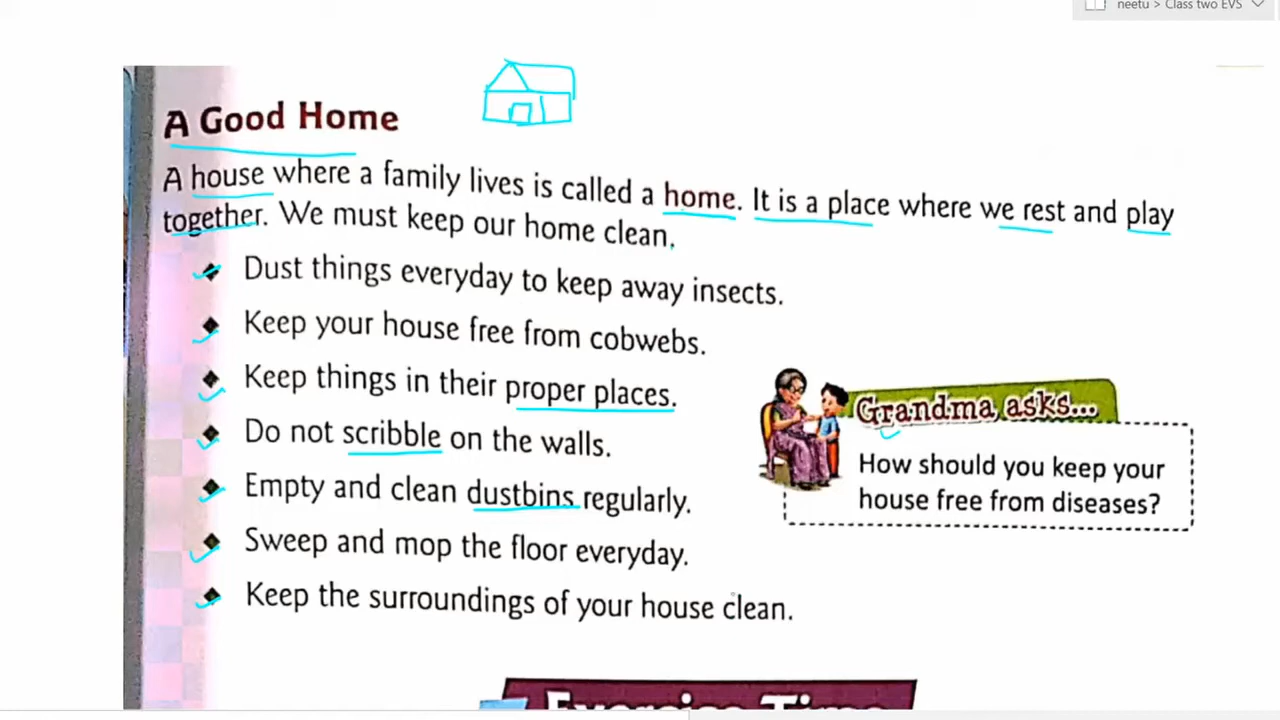 neetu > Class two EVS
A Good Home
A house where a family lives is called a home. It is a place where we rest and play
together. We must keep our home clean.
Dust things everyday to keep away insects.
Keep your house free from cobwebs.
Keep things in their proper places.
Do not scribble on the walls.
Empty and clean dustbins regularly.
Sweep and mop the floor everyday.
Keep the surroundings of your house clean.
Grandma asks...
How should you keep your
house free from diseases?
Exercise Time